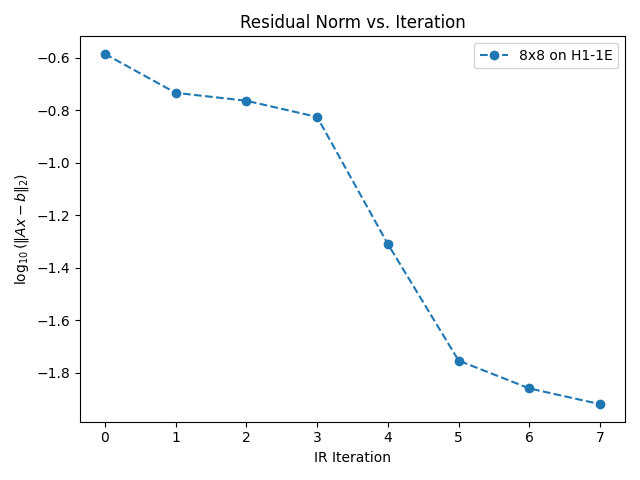 Residual Norm vs. Iteration
8x8 on H1-1E
log₁₀(‖Ax − b‖₂)
−0.6
−0.8
−1.0
−1.2
−1.4
−1.6
−1.8
0 1 2 3 4 5 6 7
IR Iteration